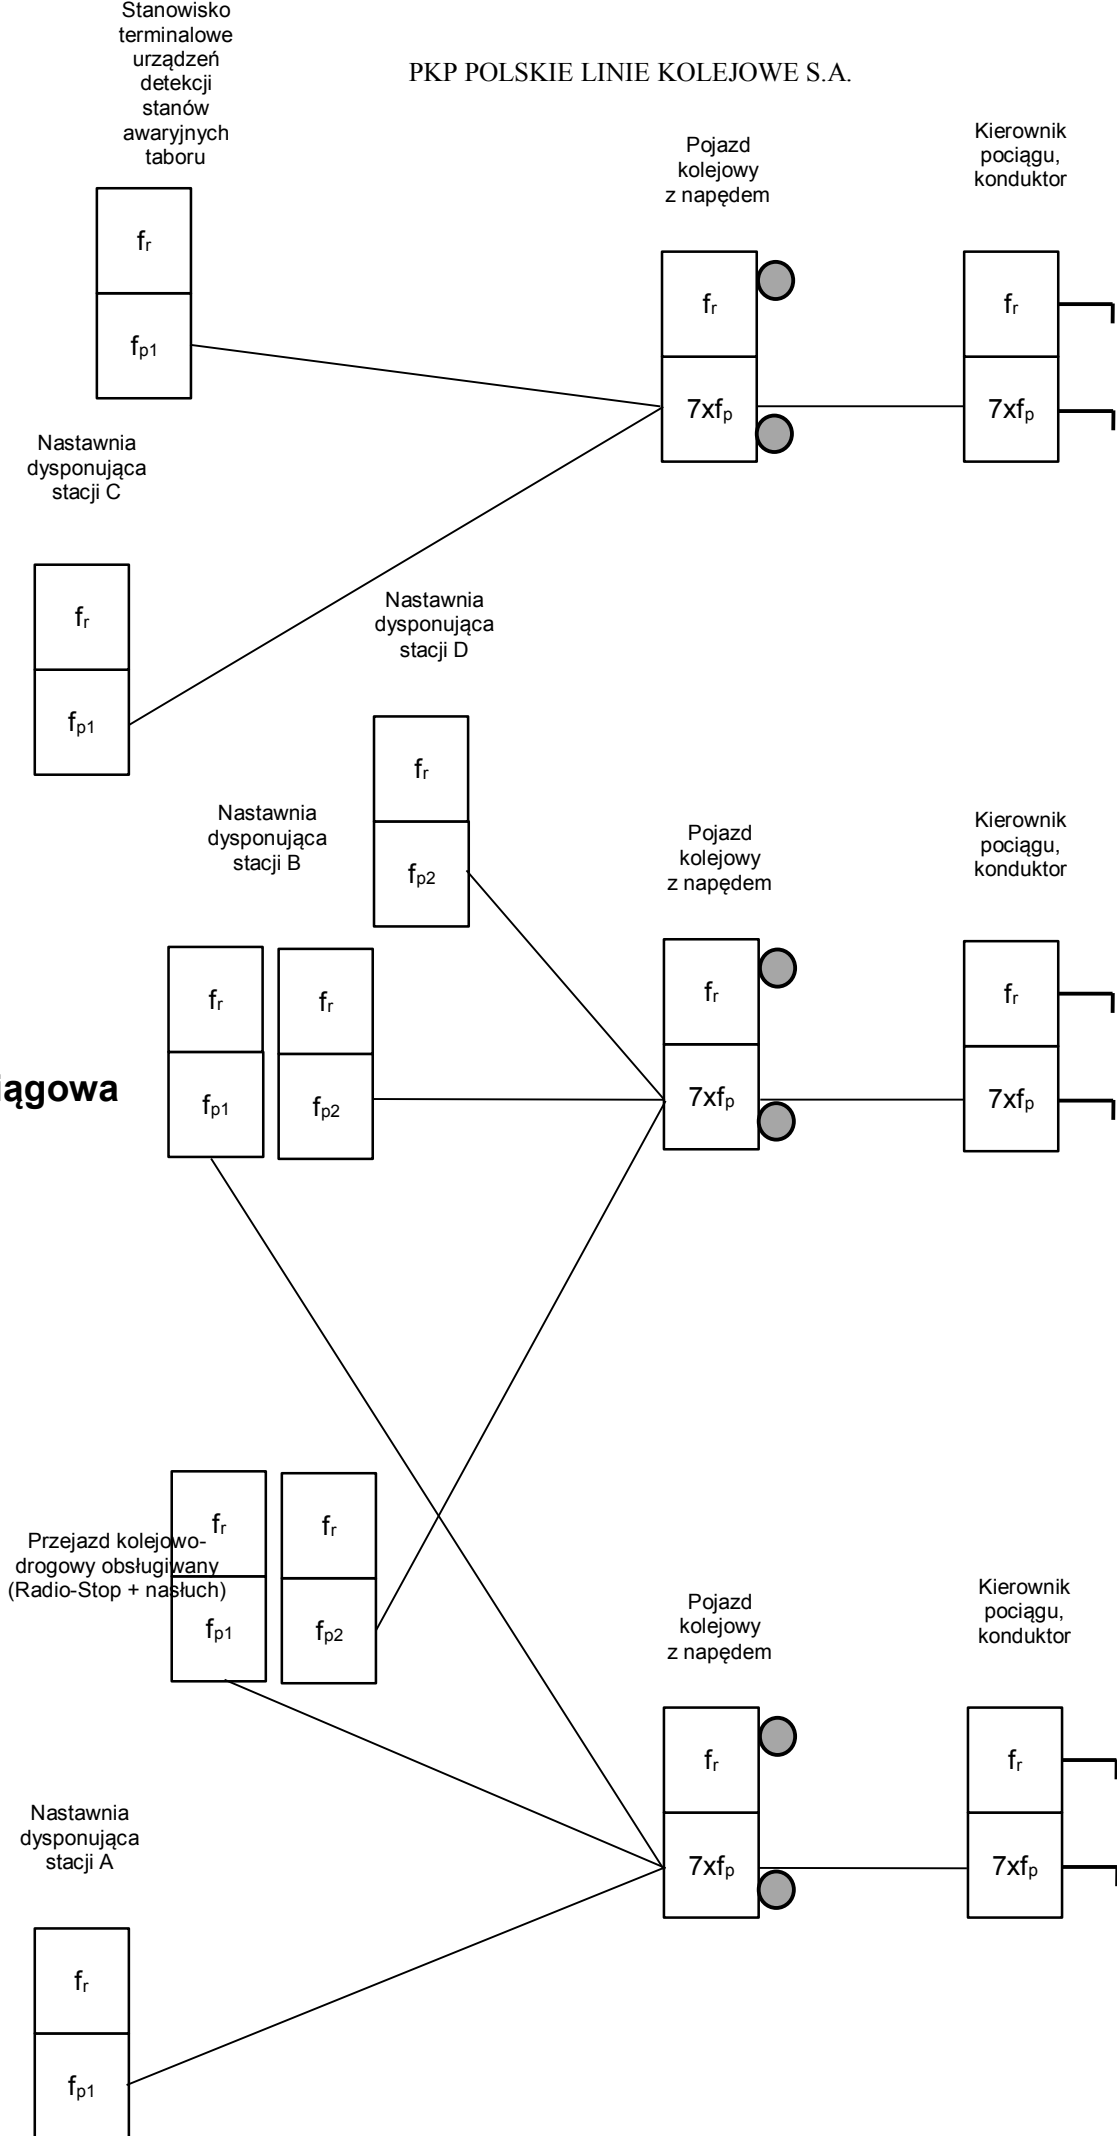 Stanowisko
terminalowe
urządzeń
detekcji
stanów
awaryjnych
taboru
PKP POLSKIE LINIE KOLEJOWE S.A.
Pojazd
kolejowy
z napędem
Kierownik
pociągu,
konduktor
fr
fp1
fr
7xfp
fr
7xfp
Nastawnia
dysponująca
stacji C
fr
fp1
Nastawnia
dysponująca
stacji D
fr
fp2
Nastawnia
dysponująca
stacji B
Pojazd
kolejowy
z napędem
Kierownik
pociągu,
konduktor
fr
fp1
fr
fp2
fr
7xfp
fr
7xfp
iągowa
Przejazd kolejowo-
drogowy obsługiwany
(Radio-Stop + nasłuch)
fr
fp1
fr
fp2
Pojazd
kolejowy
z napędem
Kierownik
pociągu,
konduktor
fr
7xfp
fr
7xfp
Nastawnia
dysponująca
stacji A
fr
fp1